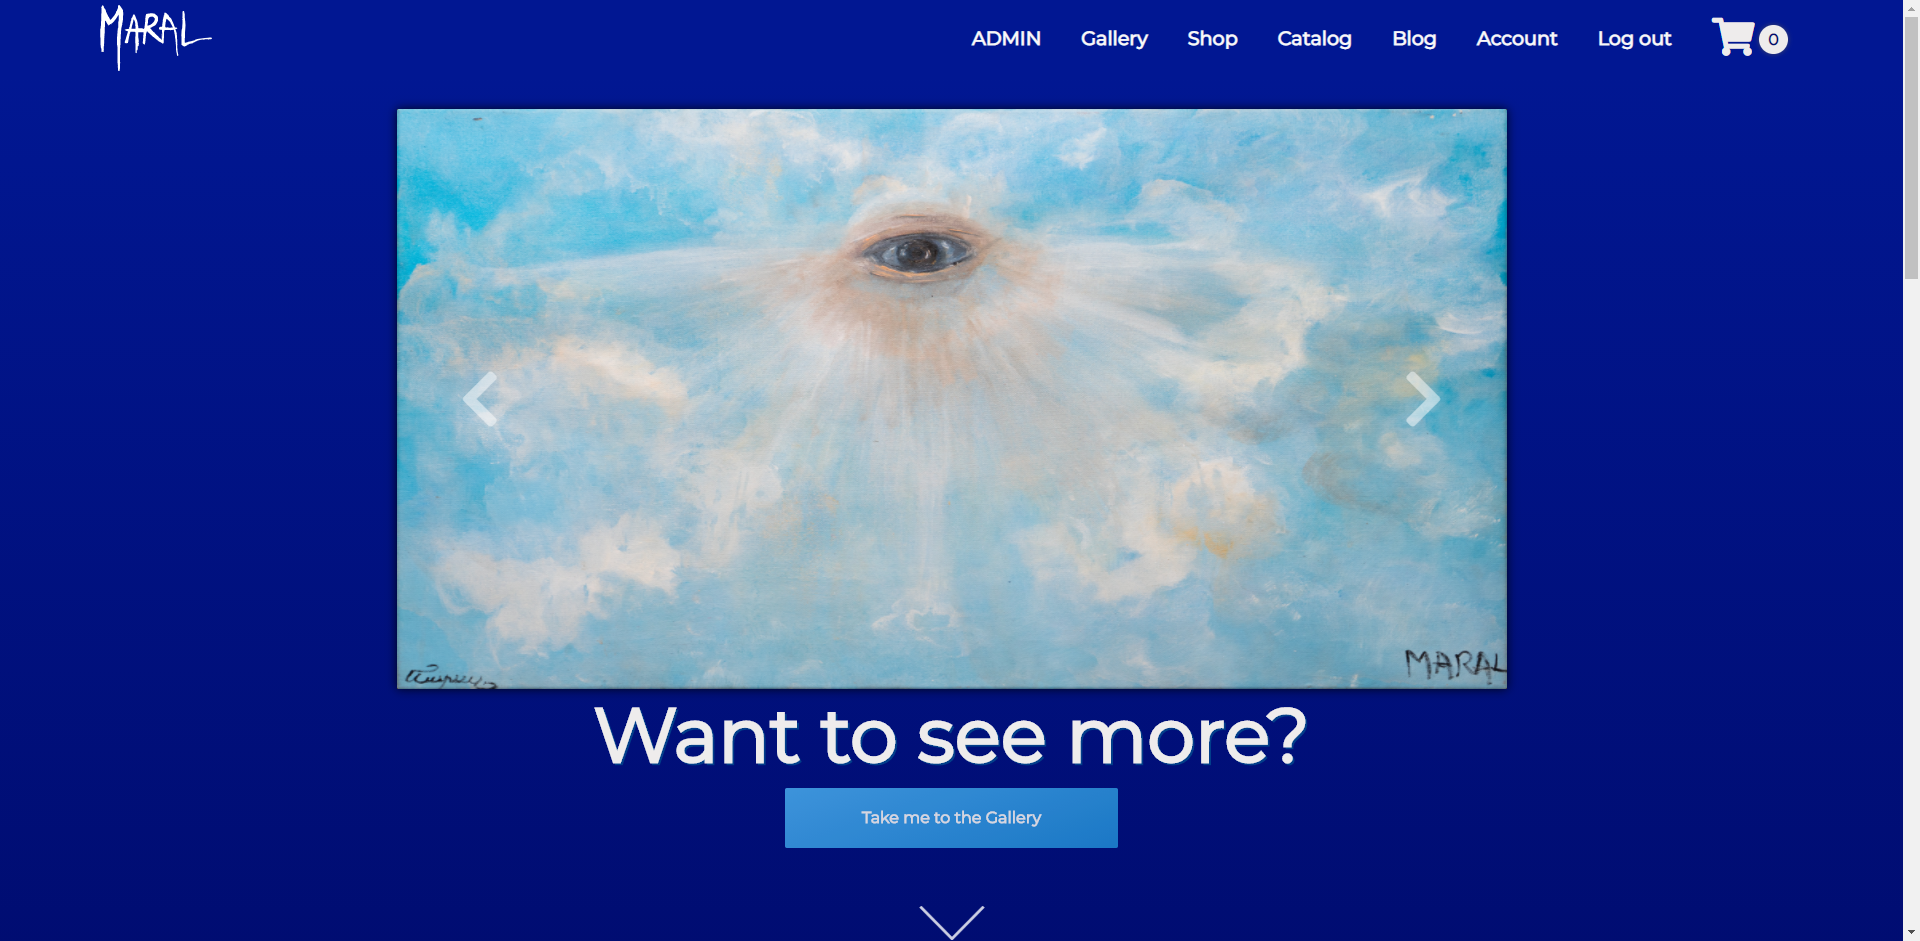 MARAL
ADMIN Gallery Shop Catalog Blog Account Log out 0
MARAL
Want to see more?
Take me to the Gallery